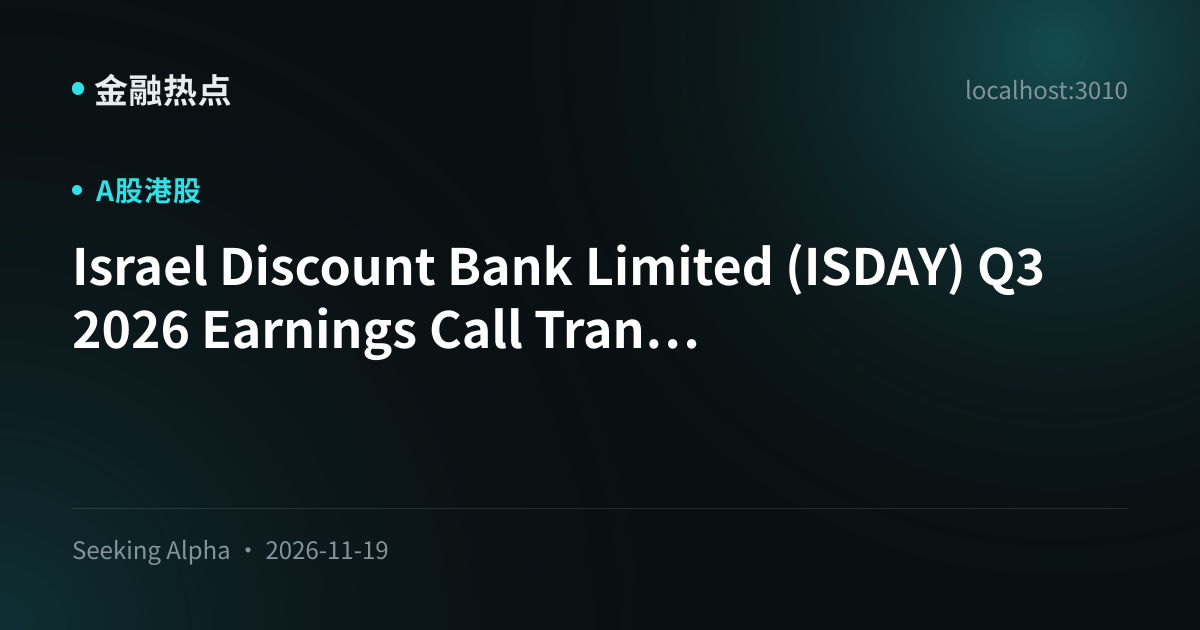 金融热点
localhost:3010
A股港股
Israel Discount Bank Limited (ISDAY) Q3
2026 Earnings Call Tran…
Seeking Alpha · 2026-11-19